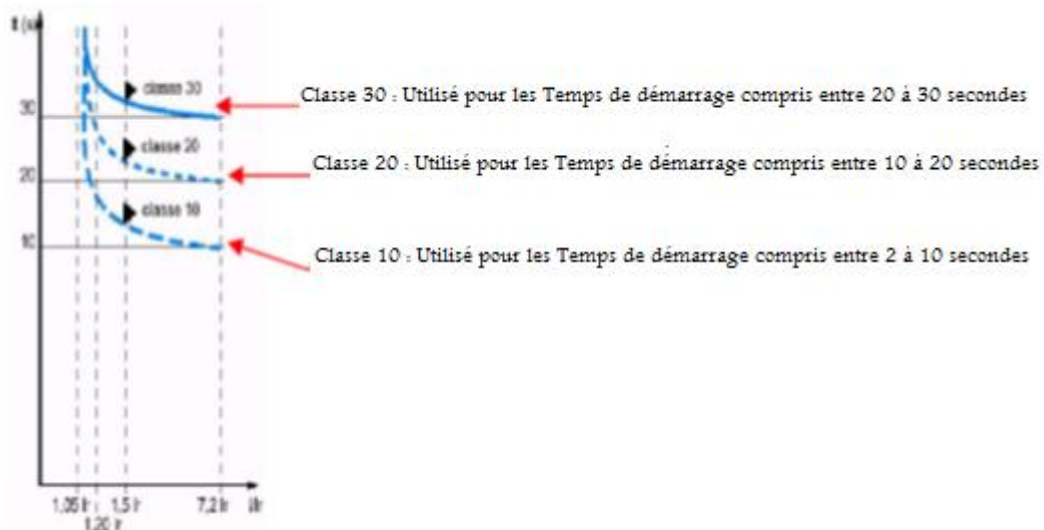 t (s)
classe 30
30
Classe 30 : Utilisé pour les Temps de démarrage compris entre 20 à 30 secondes
classe 20
Classe 20 : Utilisé pour les Temps de démarrage compris entre 10 à 20 secondes
20
classe 10
10
Classe 10 : Utilisé pour les Temps de démarrage compris entre 2 à 10 secondes
1,05 Ir 1,5 Ir 7,2 Ir I/Ir
1,20 Ir